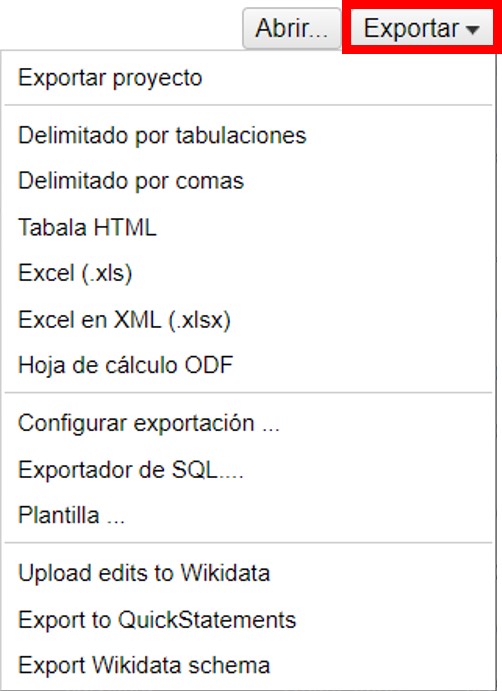 Abrir... Exportar
Exportar proyecto
Delimitado por tabulaciones
Delimitado por comas
Tabala HTML
Excel (.xls)
Excel en XML (.xlsx)
Hoja de cálculo ODF
Configurar exportación ...
Exportador de SQL....
Plantilla ...
Upload edits to Wikidata
Export to QuickStatements
Export Wikidata schema